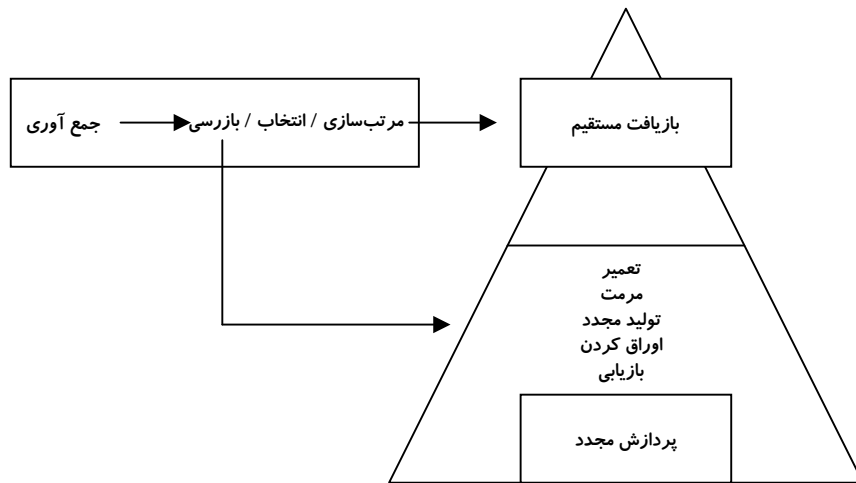 بازیافت مستقیم
جمع آوری
مرتب‌سازی / انتخاب / بازرسی
تعمیر
مرمت
تولید مجدد
اوراق کردن
بازیابی
پردازش مجدد